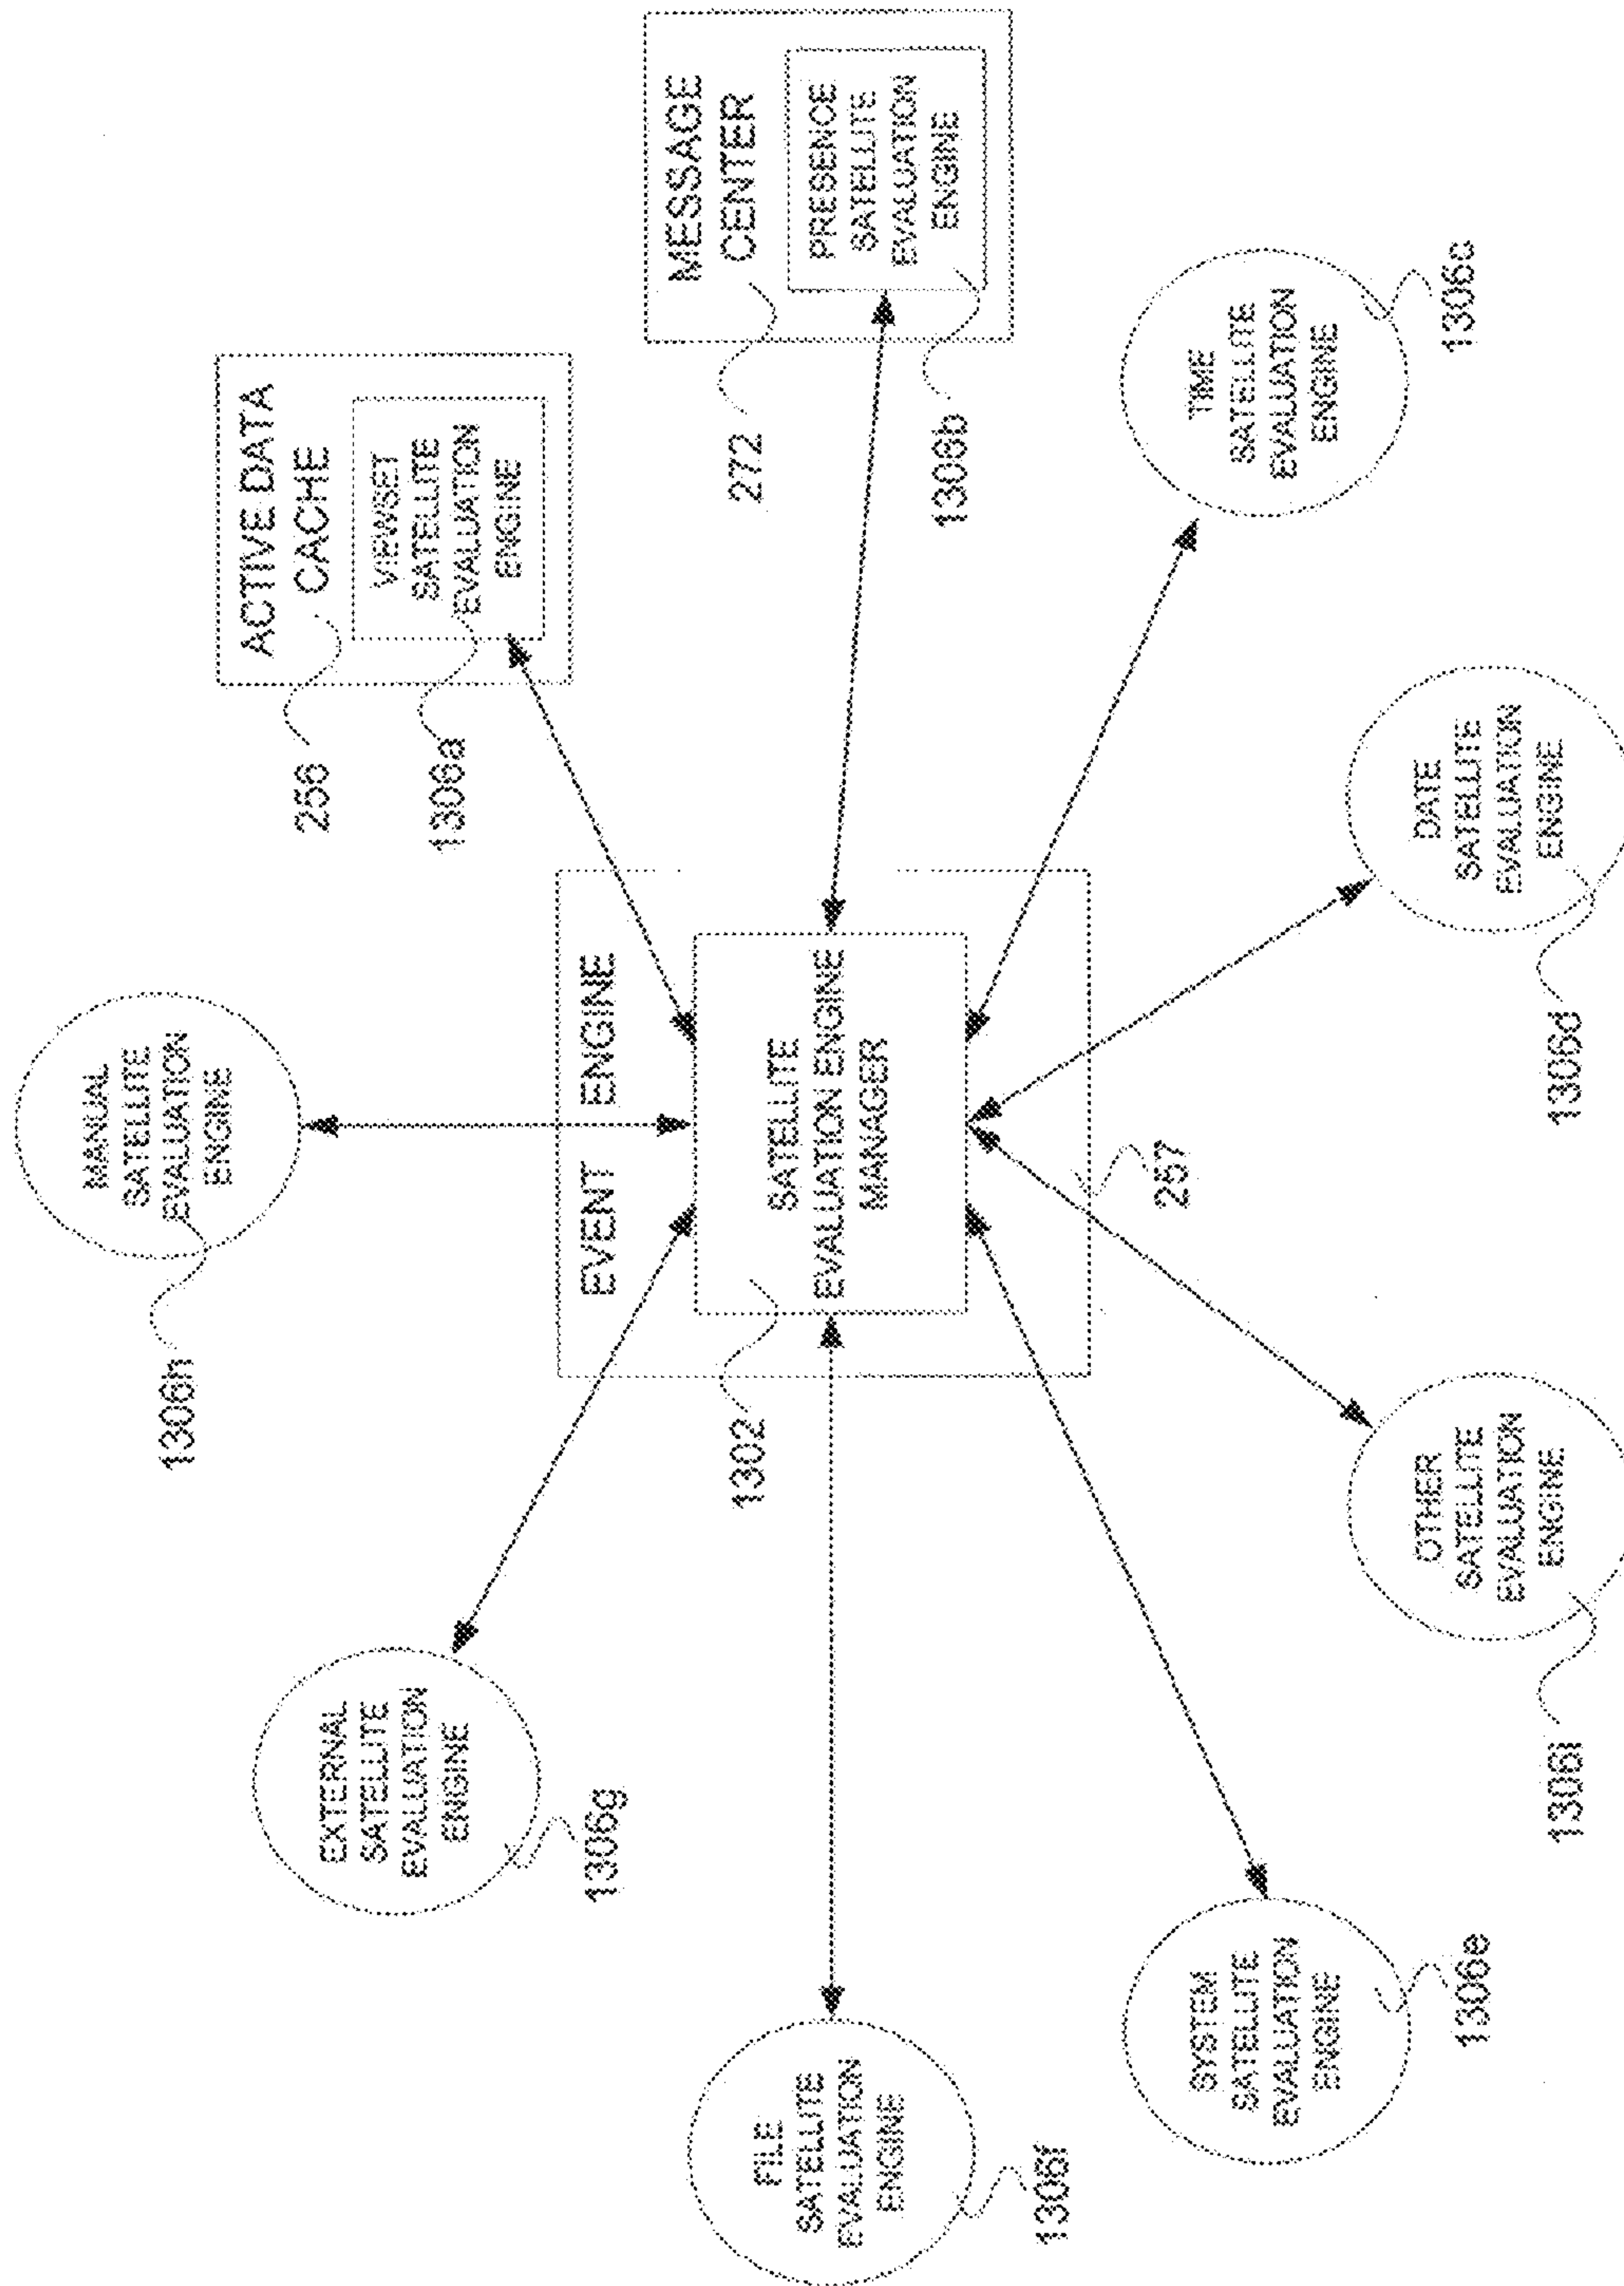 MANUAL
SATELLITE
EVALUATION
ENGINE
1306h
EXTERNAL
SATELLITE
EVALUATION
ENGINE
1306g
ACTIVE DATA
CACHE
VIEWSET
SATELLITE
EVALUATION
ENGINE
256
1306a
EVENT ENGINE
SATELLITE
EVALUATION ENGINE
MANAGER
1302
257
MESSAGE
CENTER
PRESENCE
SATELLITE
EVALUATION
ENGINE
272
1306b
FILE
SATELLITE
EVALUATION
ENGINE
1306f
SYSTEM
SATELLITE
EVALUATION
ENGINE
1306e
OTHER
SATELLITE
EVALUATION
ENGINE
1306i
DATE
SATELLITE
EVALUATION
ENGINE
1306d
TIME
SATELLITE
EVALUATION
ENGINE
1306c